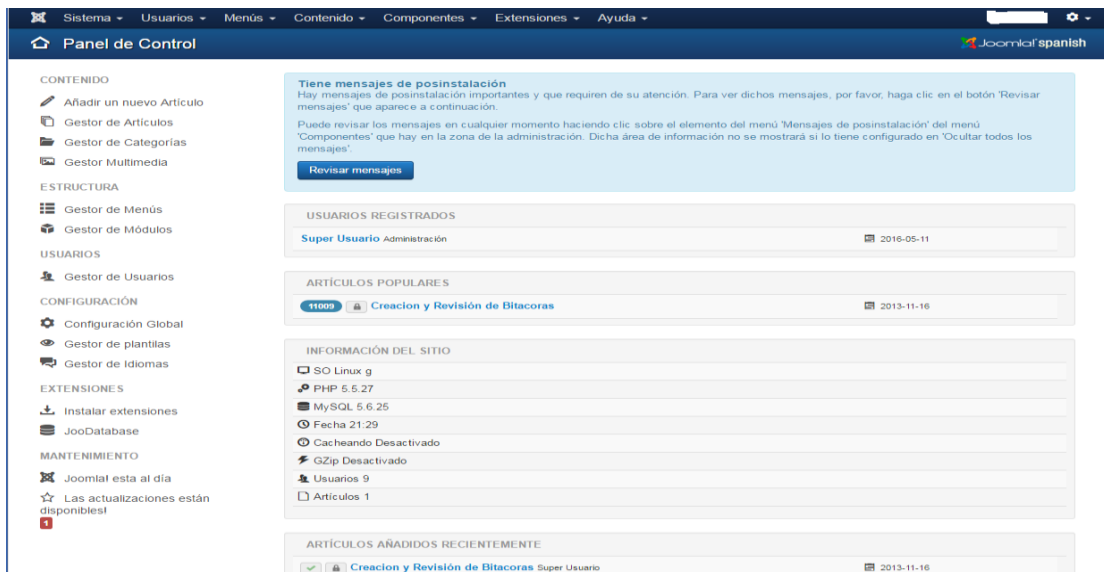 Sistema Usuarios Menús Contenido Componentes Extensiones Ayuda
Panel de Control
Joomla! spanish
CONTENIDO
Añadir un nuevo Artículo
Gestor de Artículos
Gestor de Categorías
Gestor Multimedia
ESTRUCTURA
Gestor de Menús
Gestor de Módulos
USUARIOS
Gestor de Usuarios
CONFIGURACIÓN
Configuración Global
Gestor de plantilas
Gestor de Idiomas
EXTENSIONES
Instalar extensiones
JooDatabase
MANTENIMIENTO
Joomla! esta al día
Las actualizaciones están
disponibles!
1
Tiene mensajes de posinstalación
Hay mensajes de posinstalación importantes y que requiren de su atención. Para ver dichos mensajes, por favor, haga clic en el botón 'Revisar
mensajes' que aparece a continuación.
Puede revisar los mensajes en cualquier momento haciendo clic sobre el elemento del menú 'Mensajes de posinstalación' del menú
'Componentes' que hay en la zona de la administración. Dicha área de información no se mostrará si lo tiene configurado en 'Ocultar todos los
mensajes'.
Revisar mensajes
USUARIOS REGISTRADOS
Super Usuario Administración 2016-05-11
ARTÍCULOS POPULARES
11009 Creacion y Revisión de Bitacoras 2013-11-16
INFORMACIÓN DEL SITIO
SO Linux g
PHP 5.5.27
MySQL 5.6.25
Fecha 21:29
Cacheando Desactivado
GZip Desactivado
Usuarios 9
Artículos 1
ARTÍCULOS AÑADIDOS RECIENTEMENTE
Creacion y Revisión de Bitacoras Super Usuario 2013-11-16